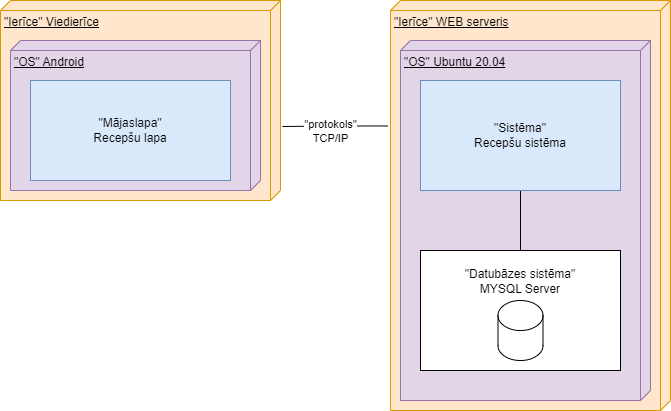 "Ierīce" Viedierīce
"OS" Android
"Mājaslapa"
Recepšu lapa
"protokols"
TCP/IP
"Ierīce" WEB serveris
"OS" Ubuntu 20.04
"Sistēma"
Recepšu sistēma
"Datubāzes sistēma"
MYSQL Server